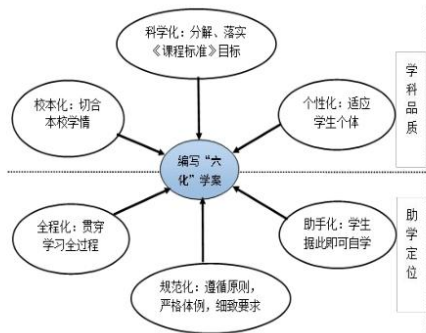 科学化：分解、落实
《课程标准》目标
校本化：切合
本校学情
个性化：适应
学生个体
学科品质
编写“六
化”学案
全程化：贯穿
学习全过程
助手化：学生
据此即可自学
规范化：遵循原则，
严格体例，细致要求
助学定位